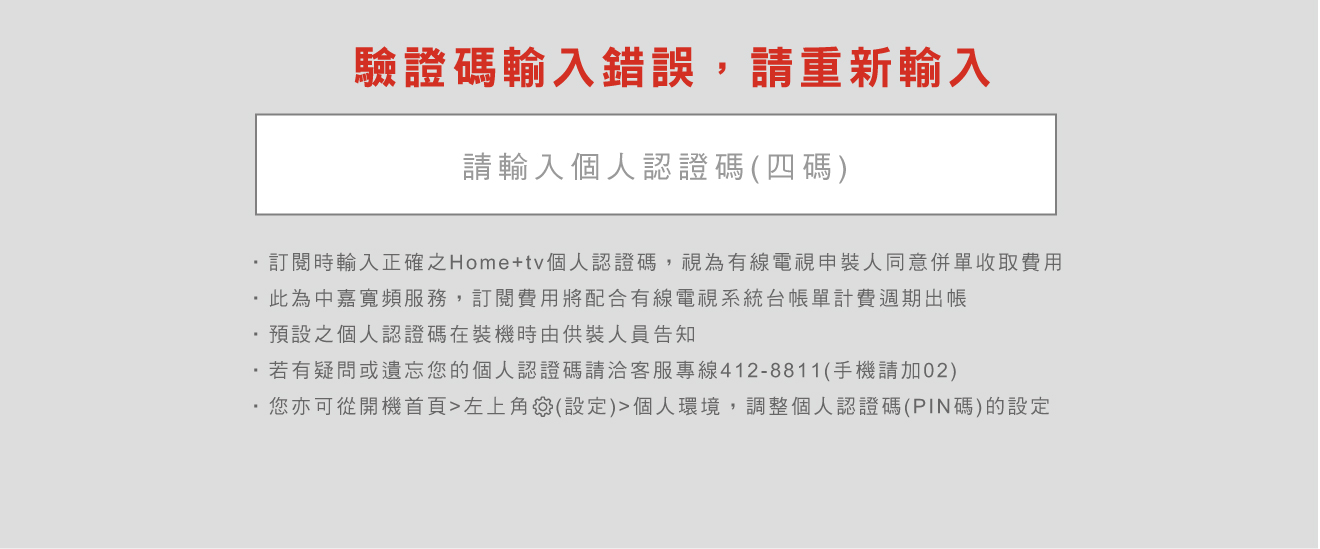 驗證碼輸入錯誤，請重新輸入
請輸入個人認證碼(四碼)
·訂閱時輸入正確之Home+tv個人認證碼，視為有線電視申裝人同意併單收取費用
·此為中嘉寬頻服務，訂閱費用將配合有線電視系統台帳單計費週期出帳
·預設之個人認證碼在裝機時由供裝人員告知
·若有疑問或遺忘您的個人認證碼請洽客服專線412-8811(手機請加02)
·您亦可從開機首頁>左上角⚙(設定)>個人環境，調整個人認證碼(PIN碼)的設定